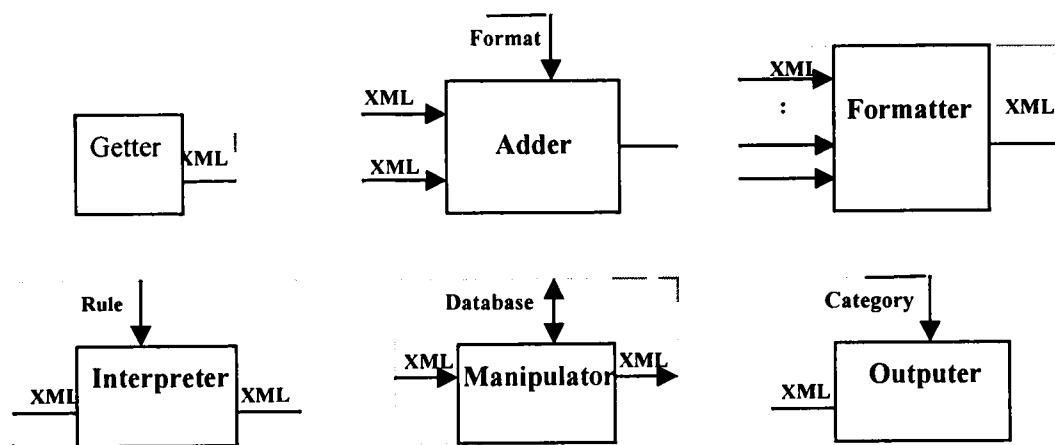 Format
XML
XML
Adder
XML
:
Formatter
XML
Getter
XML
Rule
XML
Interpreter
XML
Database
XML
Manipulator
XML
Category
XML
Outputer